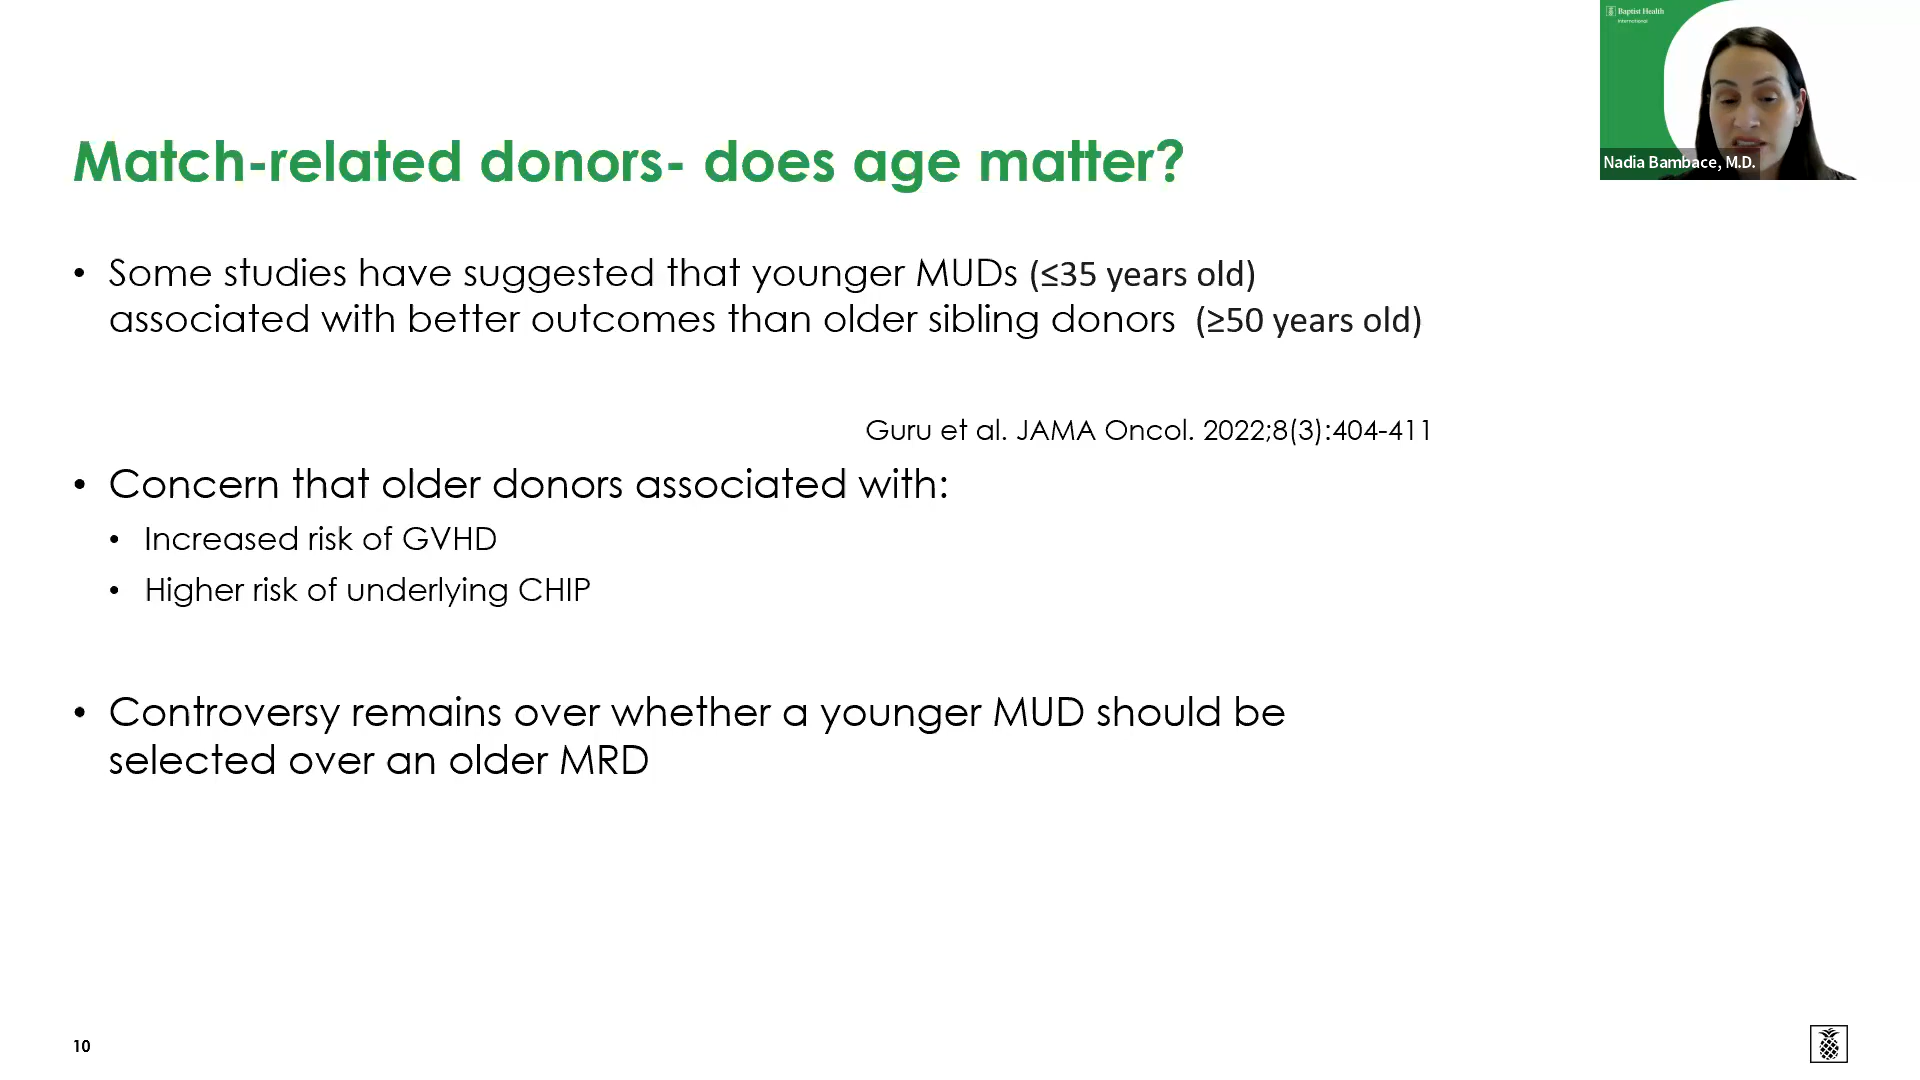 Baptist Health
International
Nadia Bambace, M.D.
Match-related donors- does age matter?
• Some studies have suggested that younger MUDs (≤35 years old)
associated with better outcomes than older sibling donors (≥50 years old)
Guru et al. JAMA Oncol. 2022;8(3):404-411
• Concern that older donors associated with:
• Increased risk of GVHD
• Higher risk of underlying CHIP
• Controversy remains over whether a younger MUD should be
selected over an older MRD
10